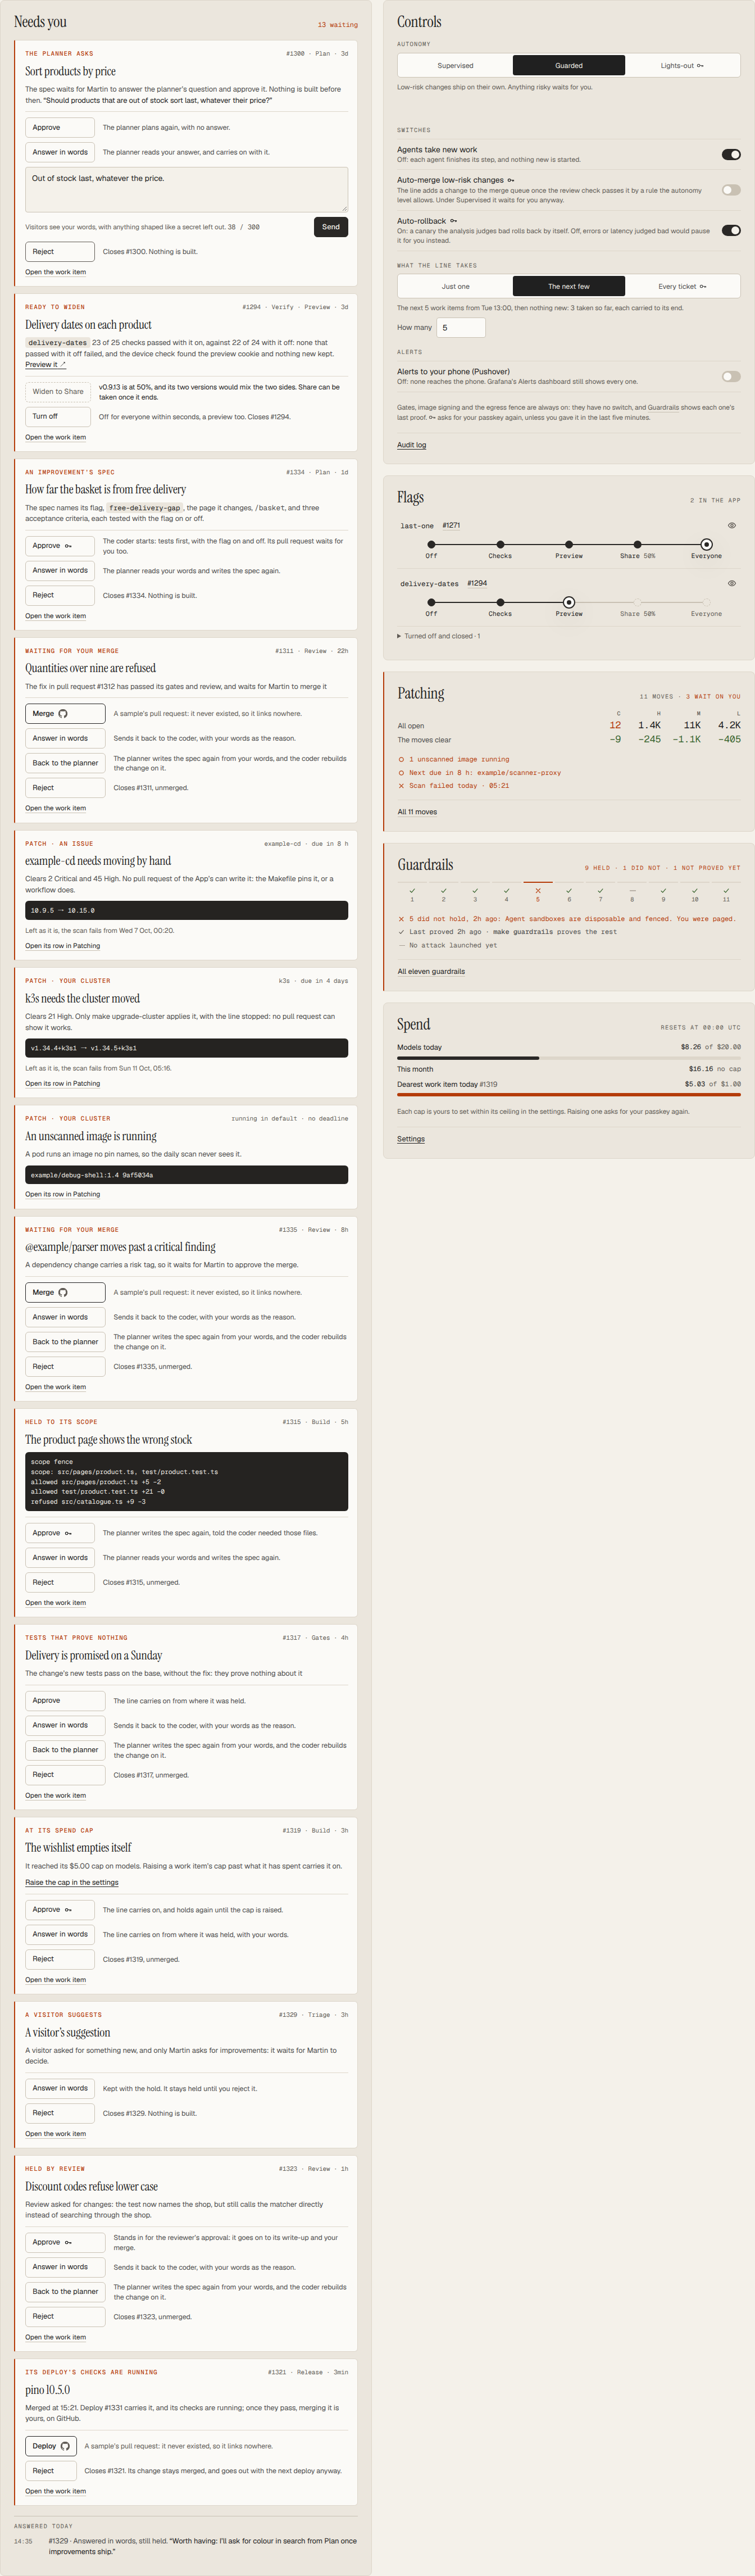 Needs you
13 waiting
THE PLANNER ASKS
#1300 · Plan · 3d
Sort products by price
The spec waits for Martin to answer the planner's question and approve it. Nothing is built before
then. “Should products that are out of stock sort last, whatever their price?”
Approve
The planner plans again, with no answer.
Answer in words
The planner reads your answer, and carries on with it.
Out of stock last, whatever the price.
Visitors see your words, with anything shaped like a secret left out. 38 / 300
Send
Reject
Closes #1300. Nothing is built.
Open the work item
READY TO WIDEN
#1294 · Verify · Preview · 3d
Delivery dates on each product
delivery-dates 23 of 25 checks passed with it on, against 22 of 24 with it off: none that
passed with it off failed, and the device check found the preview cookie and nothing new kept.
Preview it ↗
Widen to Share
v0.9.13 is at 50%, and its two versions would mix the two sides. Share can be
taken once it ends.
Turn off
Off for everyone within seconds, a preview too. Closes #1294.
Open the work item
AN IMPROVEMENT'S SPEC
#1334 · Plan · 1d
How far the basket is from free delivery
The spec names its flag, free-delivery-gap, the page it changes, /basket, and three
acceptance criteria, each tested with the flag on or off.
Approve
The coder starts: tests first, with the flag on and off. Its pull request waits for
you too.
Answer in words
The planner reads your words and writes the spec again.
Reject
Closes #1334. Nothing is built.
Open the work item
WAITING FOR YOUR MERGE
#1311 · Review · 22h
Quantities over nine are refused
The fix in pull request #1312 has passed its gates and review, and waits for Martin to merge it
Merge
A sample's pull request: it never existed, so it links nowhere.
Answer in words
Sends it back to the coder, with your words as the reason.
Back to the planner
The planner writes the spec again from your words, and the coder rebuilds
the change on it.
Reject
Closes #1311, unmerged.
Open the work item
PATCH · AN ISSUE
example-cd · due in 8 h
example-cd needs moving by hand
Clears 2 Critical and 45 High. No pull request of the App's can write it: the Makefile pins it, or a
workflow does.
10.9.5 → 10.15.0
Left as it is, the scan fails from Wed 7 Oct, 00:20.
Open its row in Patching
PATCH · YOUR CLUSTER
k3s · due in 4 days
k3s needs the cluster moved
Clears 21 High. Only make upgrade-cluster applies it, with the line stopped: no pull request can
show it works.
v1.34.4+k3s1 → v1.34.5+k3s1
Left as it is, the scan fails from Sun 11 Oct, 05:16.
Open its row in Patching
PATCH · YOUR CLUSTER
running in default · no deadline
An unscanned image is running
A pod runs an image no pin names, so the daily scan never sees it.
example/debug-shell:1.4 9af5034a
Open its row in Patching
WAITING FOR YOUR MERGE
#1335 · Review · 8h
@example/parser moves past a critical finding
A dependency change carries a risk tag, so it waits for Martin to approve the merge.
Merge
A sample's pull request: it never existed, so it links nowhere.
Answer in words
Sends it back to the coder, with your words as the reason.
Back to the planner
The planner writes the spec again from your words, and the coder rebuilds
the change on it.
Reject
Closes #1335, unmerged.
Open the work item
HELD TO ITS SCOPE
#1315 · Build · 5h
The product page shows the wrong stock
scope fence
scope: src/pages/product.ts, test/product.test.ts
allowed src/pages/product.ts +5 −2
allowed test/product.test.ts +21 −0
refused src/catalogue.ts +9 −3
Approve
The planner writes the spec again, told the coder needed those files.
Answer in words
The planner reads your words and writes the spec again.
Reject
Closes #1315, unmerged.
Open the work item
TESTS THAT PROVE NOTHING
#1317 · Gates · 4h
Delivery is promised on a Sunday
The change's new tests pass on the base, without the fix: they prove nothing about it
Approve
The line carries on from where it was held.
Answer in words
Sends it back to the coder, with your words as the reason.
Back to the planner
The planner writes the spec again from your words, and the coder rebuilds
the change on it.
Reject
Closes #1317, unmerged.
Open the work item
AT ITS SPEND CAP
#1319 · Build · 3h
The wishlist empties itself
It reached its $5.00 cap on models. Raising a work item's cap past what it has spent carries it on.
Raise the cap in the settings
Approve
The line carries on, and holds again until the cap is raised.
Answer in words
The line carries on from where it was held, with your words.
Reject
Closes #1319, unmerged.
Open the work item
A VISITOR SUGGESTS
#1329 · Triage · 3h
A visitor's suggestion
A visitor asked for something new, and only Martin asks for improvements: it waits for Martin to
decide.
Answer in words
Kept with the hold. It stays held until you reject it.
Reject
Closes #1329. Nothing is built.
Open the work item
HELD BY REVIEW
#1323 · Review · 1h
Discount codes refuse lower case
Review asked for changes: the test now names the shop, but still calls the matcher directly
instead of searching through the shop.
Approve
Stands in for the reviewer's approval: it goes on to its write-up and your
merge.
Answer in words
Sends it back to the coder, with your words as the reason.
Back to the planner
The planner writes the spec again from your words, and the coder rebuilds
the change on it.
Reject
Closes #1323, unmerged.
Open the work item
ITS DEPLOY'S CHECKS ARE RUNNING
#1321 · Release · 3min
pino 10.5.0
Merged at 15:21. Deploy #1331 carries it, and its checks are running; once they pass, merging it is
yours, on GitHub.
Deploy
A sample's pull request: it never existed, so it links nowhere.
Reject
Closes #1321. Its change stays merged, and goes out with the next deploy anyway.
Open the work item
ANSWERED TODAY
14:35
#1329 · Answered in words, still held. “Worth having: I'll ask for colour in search from Plan once
improvements ship.”
Controls
AUTONOMY
Supervised
Guarded
Lights-out
Low-risk changes ship on their own. Anything risky waits for you.
SWITCHES
Agents take new work
Off: each agent finishes its step, and nothing new is started.
Auto-merge low-risk changes
The line adds a change to the merge queue once the review check passes it by a rule the autonomy
level allows. Under Supervised it waits for you anyway.
Auto-rollback
On: a canary the analysis judges bad rolls back by itself. Off, errors or latency judged bad would pause
it for you instead.
WHAT THE LINE TAKES
Just one
The next few
Every ticket
The next 5 work items from Tue 13:00, then nothing new: 3 taken so far, each carried to its end.
How many
5
ALERTS
Alerts to your phone (Pushover)
Off: none reaches the phone. Grafana's Alerts dashboard still shows every one.
Gates, image signing and the egress fence are always on: they have no switch, and Guardrails shows each one's
last proof. asks for your passkey again, unless you gave it in the last five minutes.
Audit log
Flags
2 IN THE APP
last-one #1271
Off
Checks
Preview
Share 50%
Everyone
delivery-dates #1294
Off
Checks
Preview
Share 50%
Everyone
Turned off and closed · 1
Patching
11 MOVES · 3 WAIT ON YOU
C H M L
All open 12 1.4K 11K 4.2K
The moves clear −9 −245 −1.1K −405
1 unscanned image running
Next due in 8 h: example/scanner-proxy
Scan failed today · 05:21
All 11 moves
Guardrails
9 HELD · 1 DID NOT · 1 NOT PROVED YET
1 2 3 4 5 6 7 8 9 10 11
5 did not hold, 2h ago: Agent sandboxes are disposable and fenced. You were paged.
Last proved 2h ago · make guardrails proves the rest
No attack launched yet
All eleven guardrails
Spend
RESETS AT 00:00 UTC
Models today
$8.26 of $20.00
This month
$16.16 no cap
Dearest work item today #1319
$5.03 of $1.00
Each cap is yours to set within its ceiling in the settings. Raising one asks for your passkey again.
Settings